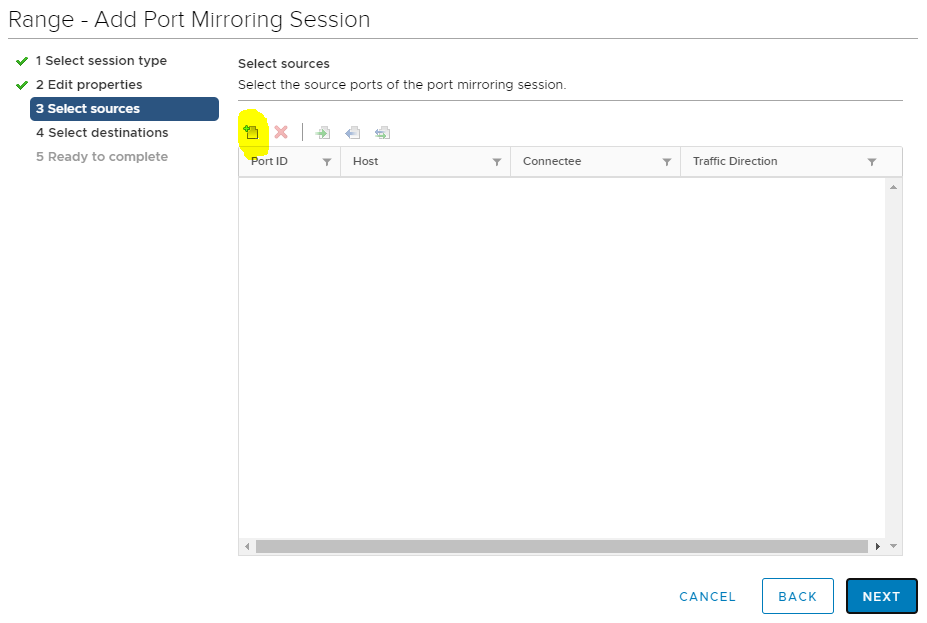 Range - Add Port Mirroring Session
1 Select session type
2 Edit properties
3 Select sources
4 Select destinations
5 Ready to complete
Select sources
Select the source ports of the port mirroring session.
Port ID Host Connectee Traffic Direction
CANCEL BACK NEXT